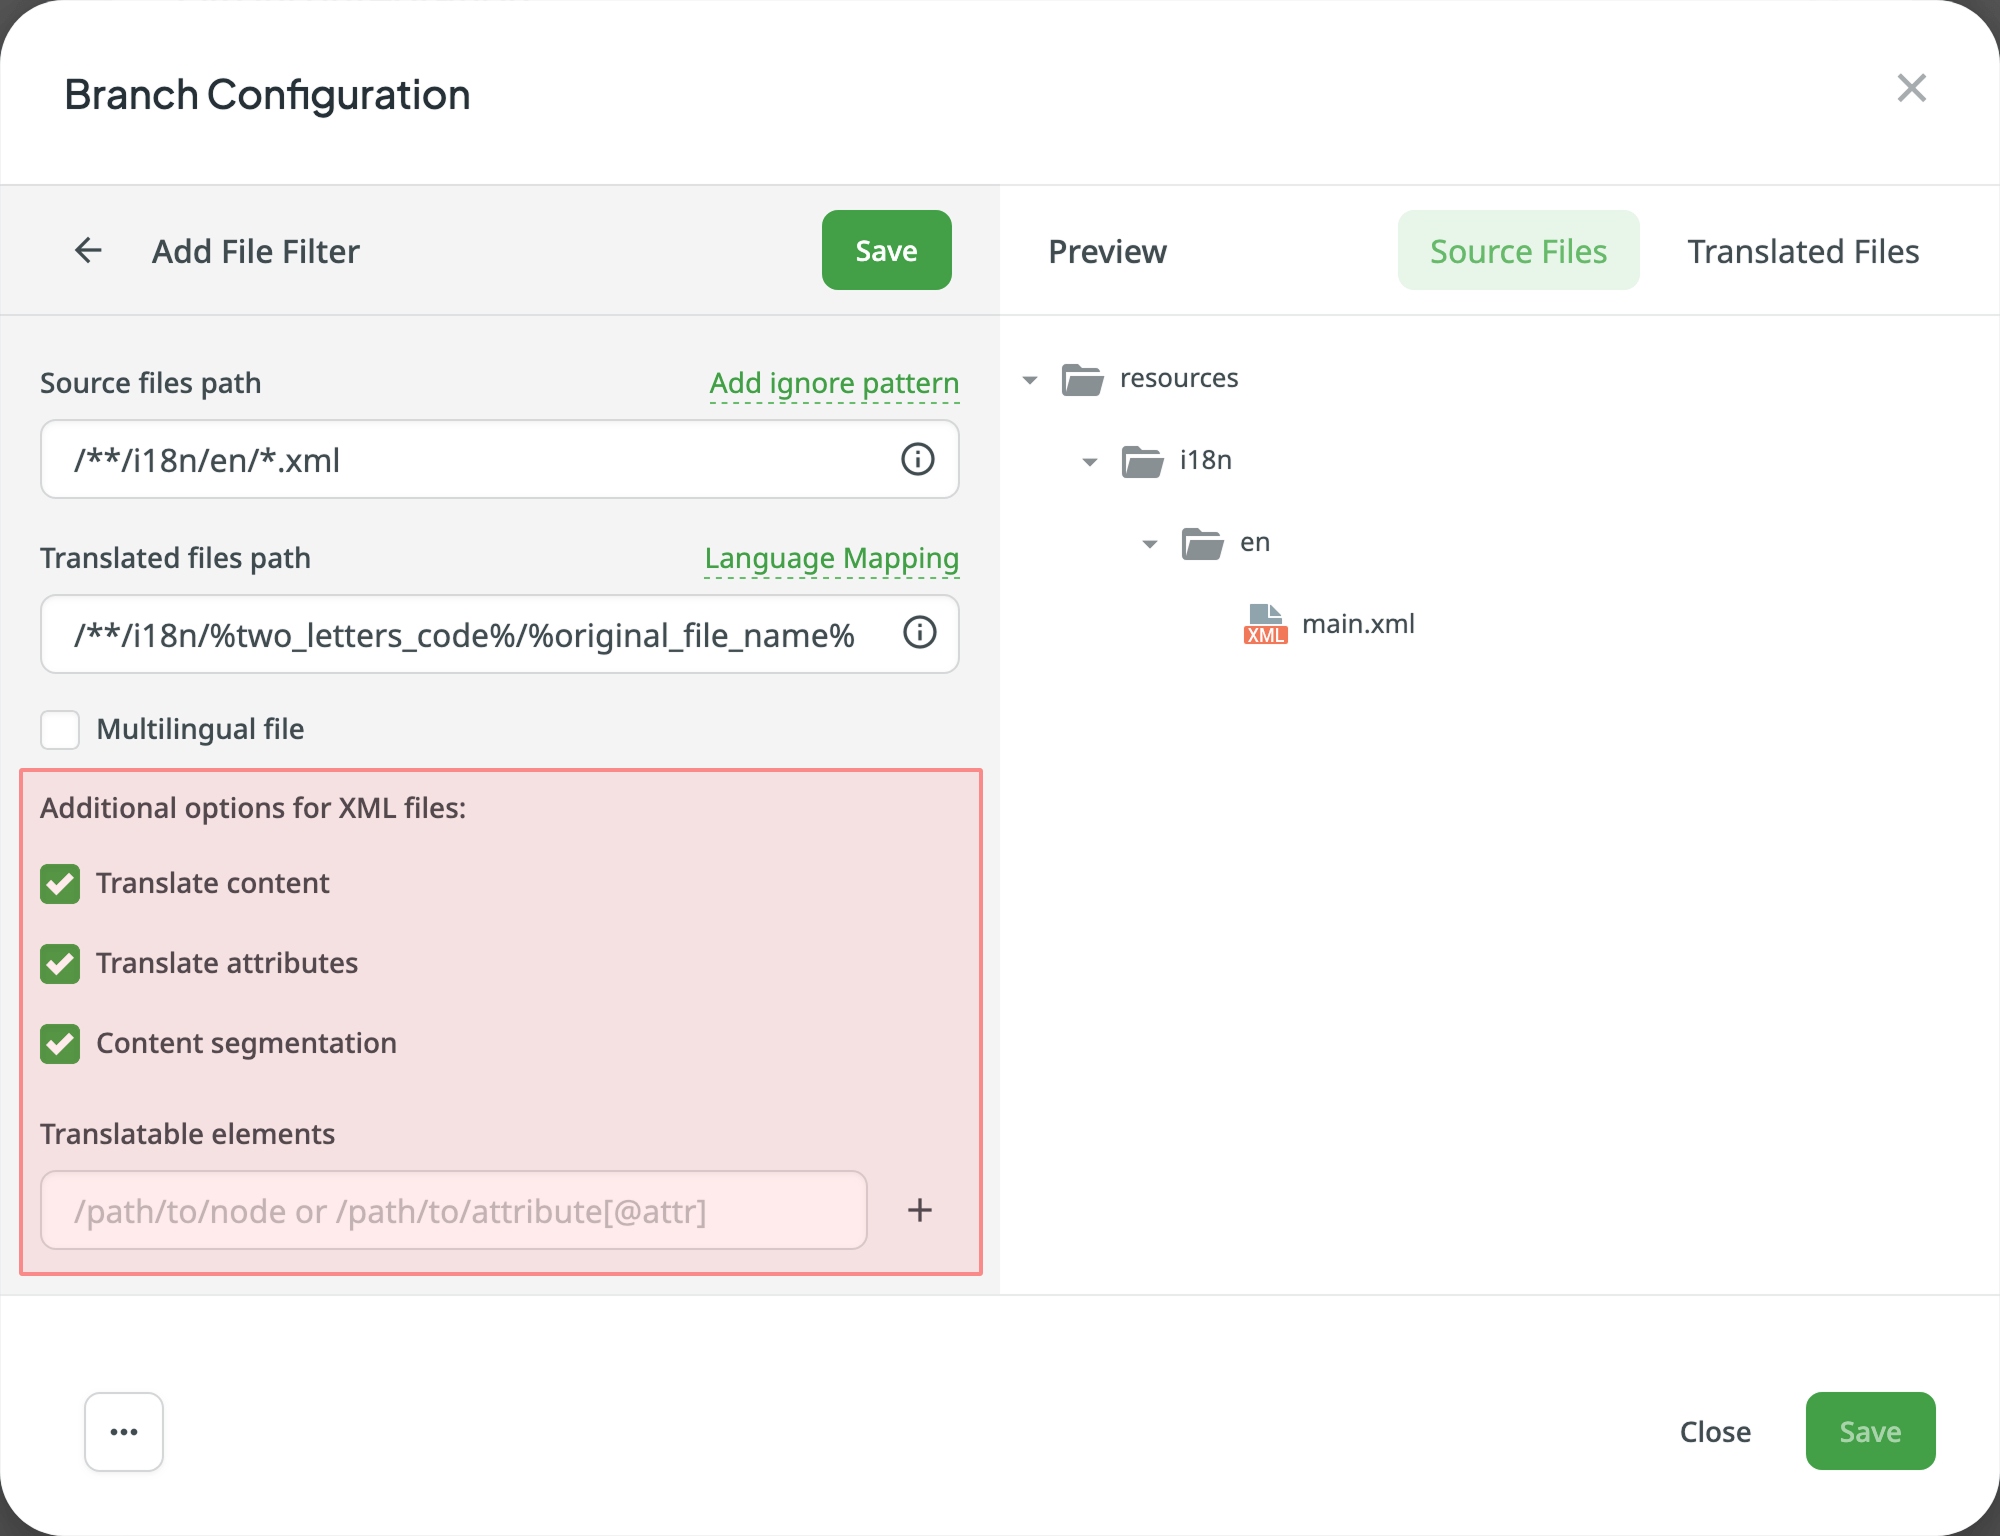 Branch Configuration
Add File Filter
Save
Preview
Source Files
Translated Files
Source files path
Add ignore pattern
/**/i18n/en/*.xml
Translated files path
Language Mapping
/**/i18n/%two_letters_code%/%original_file_name%
Multilingual file
Additional options for XML files:
Translate content
Translate attributes
Content segmentation
Translatable elements
/path/to/node or /path/to/attribute[@attr]
resources
i18n
en
XML main.xml
Close
Save